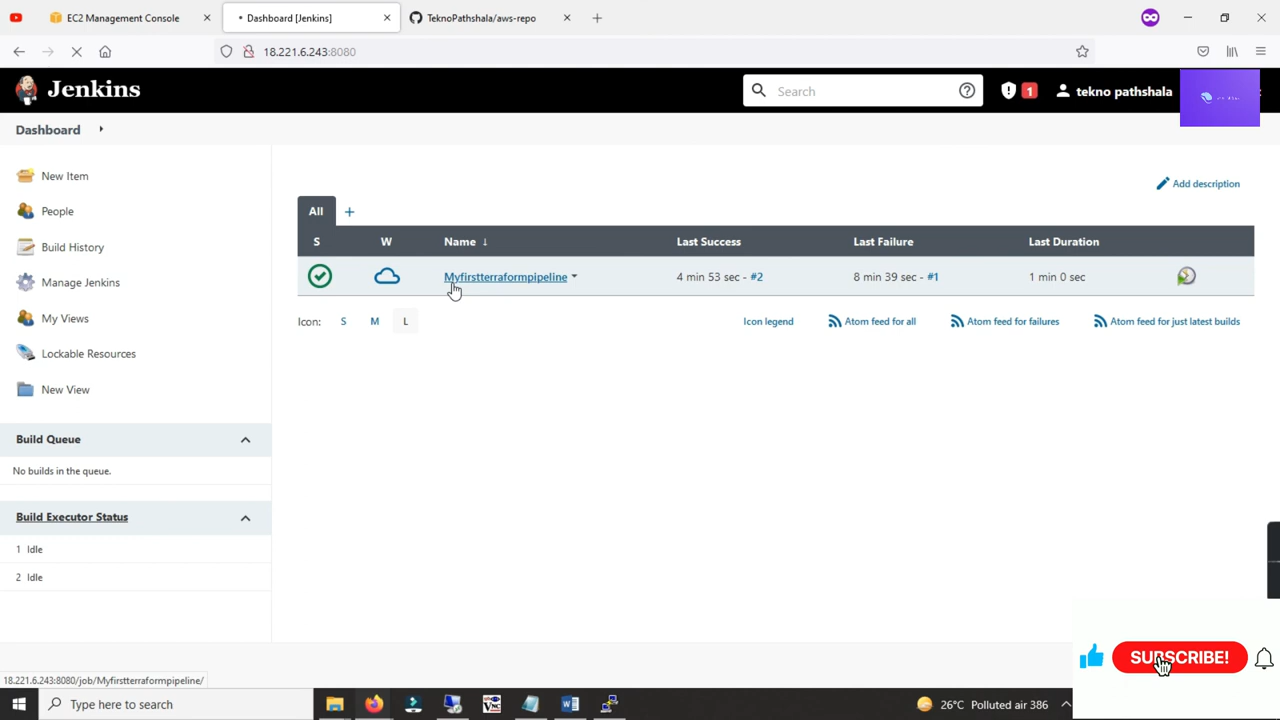 EC2 Management Console
Dashboard [Jenkins]
TeknoPathshala/aws-repo
18.221.6.243:8080
Jenkins
Search
1
tekno pathshala
Dashboard
New Item
People
Build History
Manage Jenkins
My Views
Lockable Resources
New View
Build Queue
No builds in the queue.
Build Executor Status
1 Idle
2 Idle
Add description
All +
S W Name ↓ Last Success Last Failure Last Duration
Myfirstterraformpipeline 4 min 53 sec - #2 8 min 39 sec - #1 1 min 0 sec
Icon: S M L Icon legend Atom feed for all Atom feed for failures Atom feed for just latest builds
SUBSCRIBE!
18.221.6.243:8080/job/Myfirstterraformpipeline/
Type here to search
26°C Polluted air 386